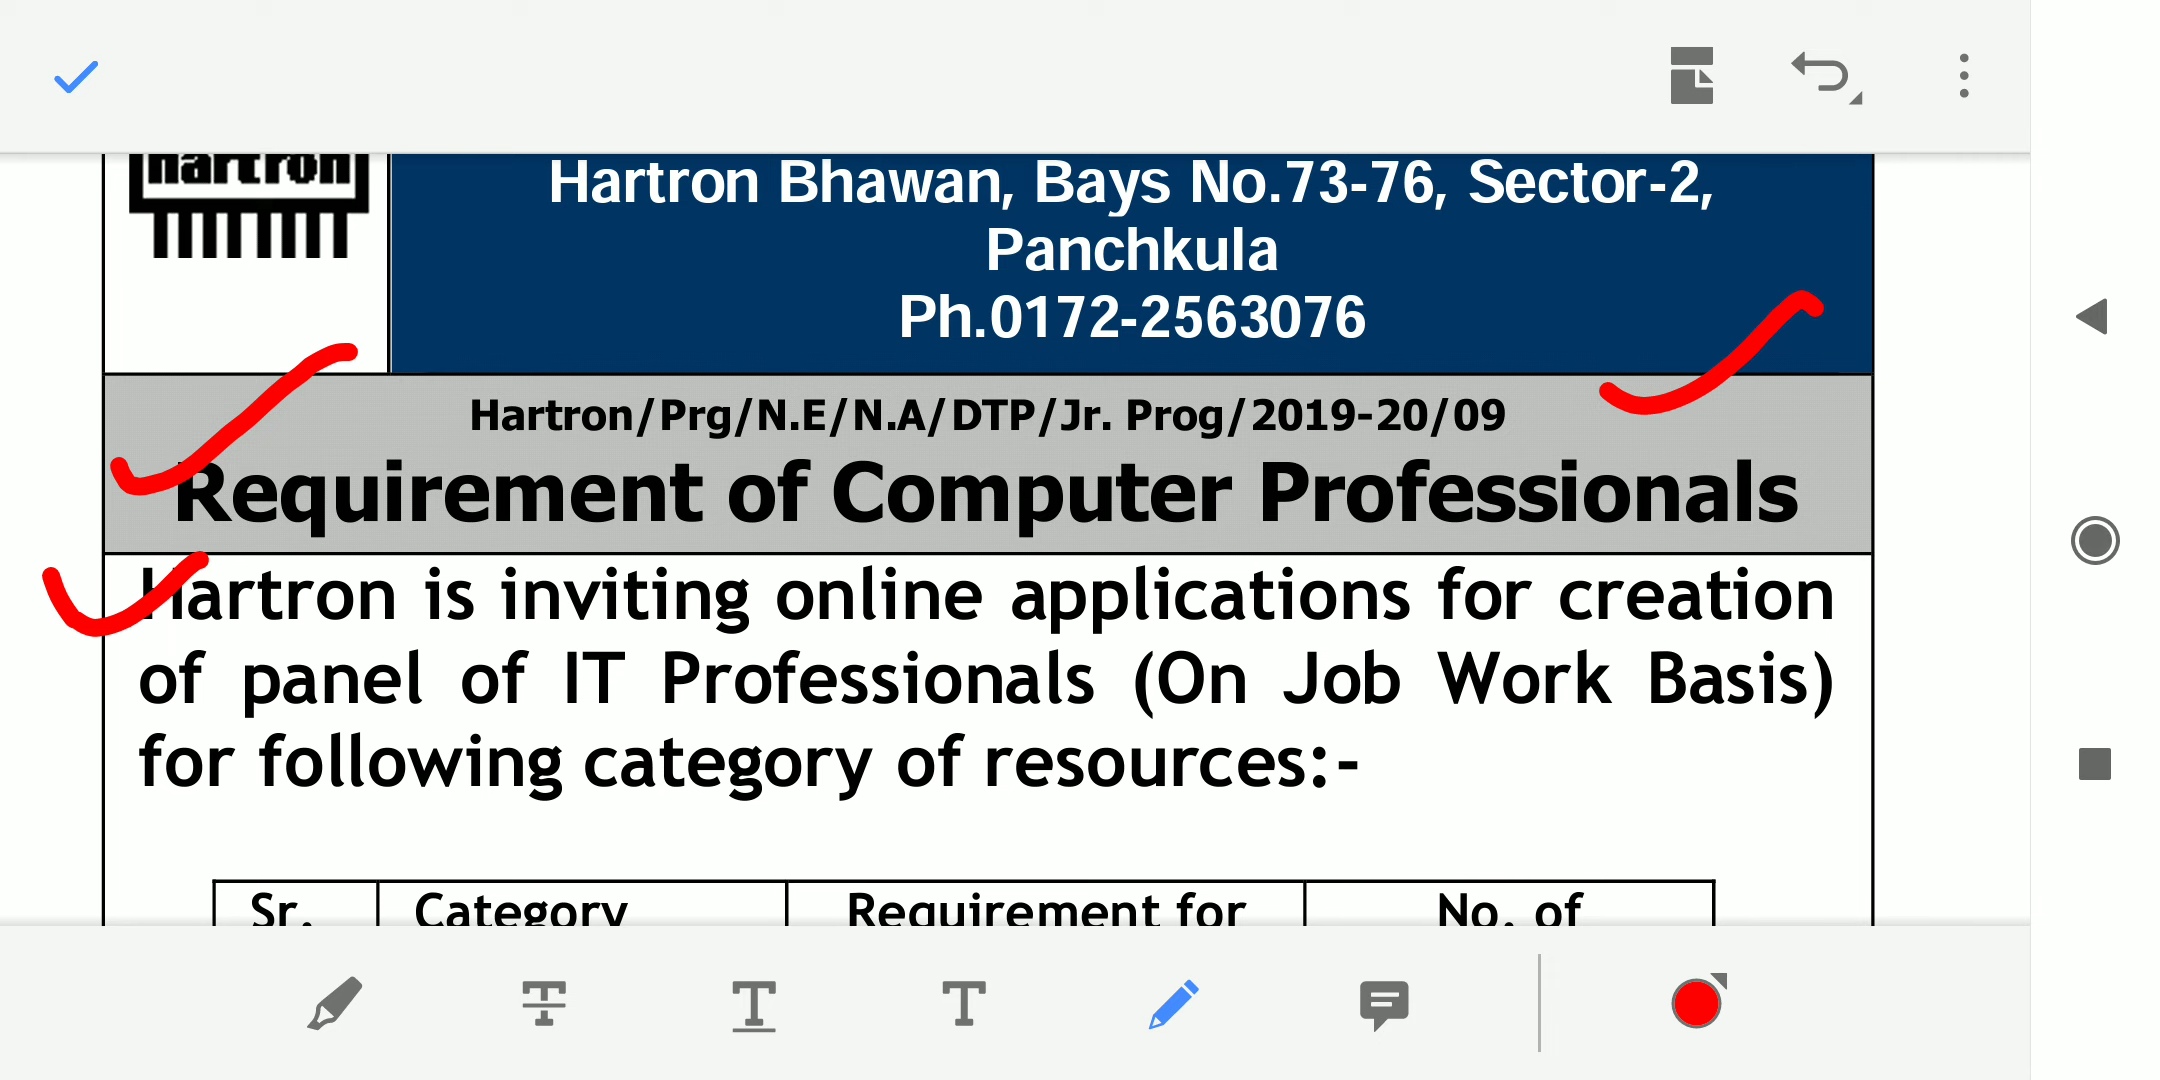 hartron
Hartron Bhawan, Bays No.73-76, Sector-2,
Panchkula
Ph.0172-2563076
Hartron/Prg/N.E/N.A/DTP/Jr. Prog/2019-20/09
Requirement of Computer Professionals
Hartron is inviting online applications for creation
of panel of IT Professionals (On Job Work Basis)
for following category of resources:-
Sr. Category Requirement for No. of